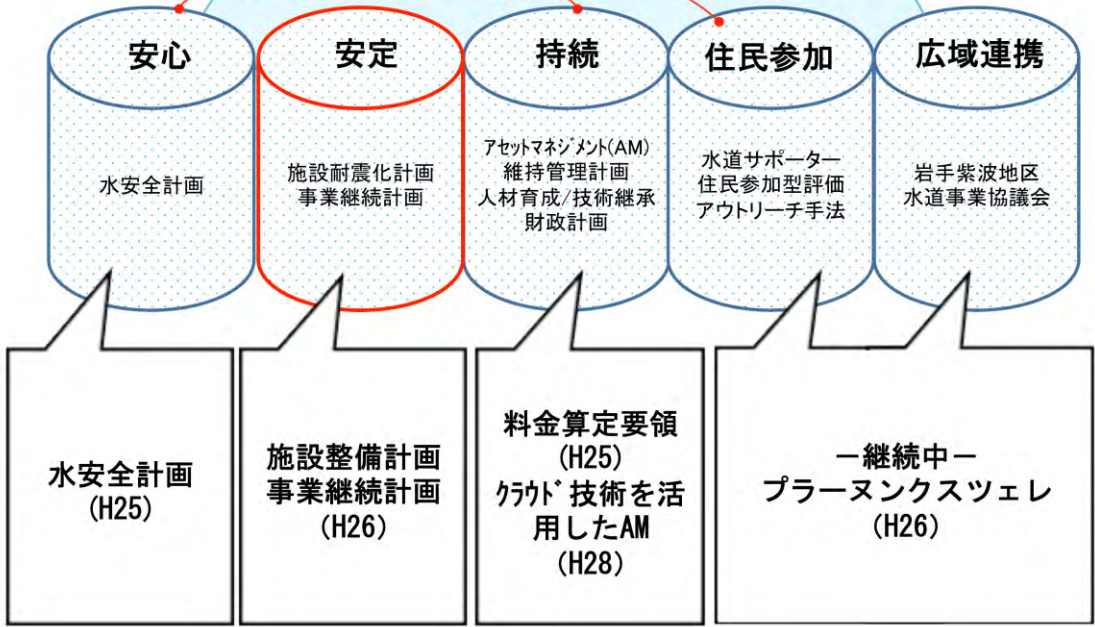 安心
安定
持続
住民参加
広域連携
水安全計画
施設耐震化計画
事業継続計画
アセットマネジメント(AM)
維持管理計画
人材育成/技術継承
財政計画
水道サポーター
住民参加型評価
アウトリーチ手法
岩手紫波地区
水道事業協議会
水安全計画
(H25)
施設整備計画
事業継続計画
(H26)
料金算定要領
(H25)
クラウド技術を活
用したAM
(H28)
－継続中－
プラーヌンクスツェレ
(H26)